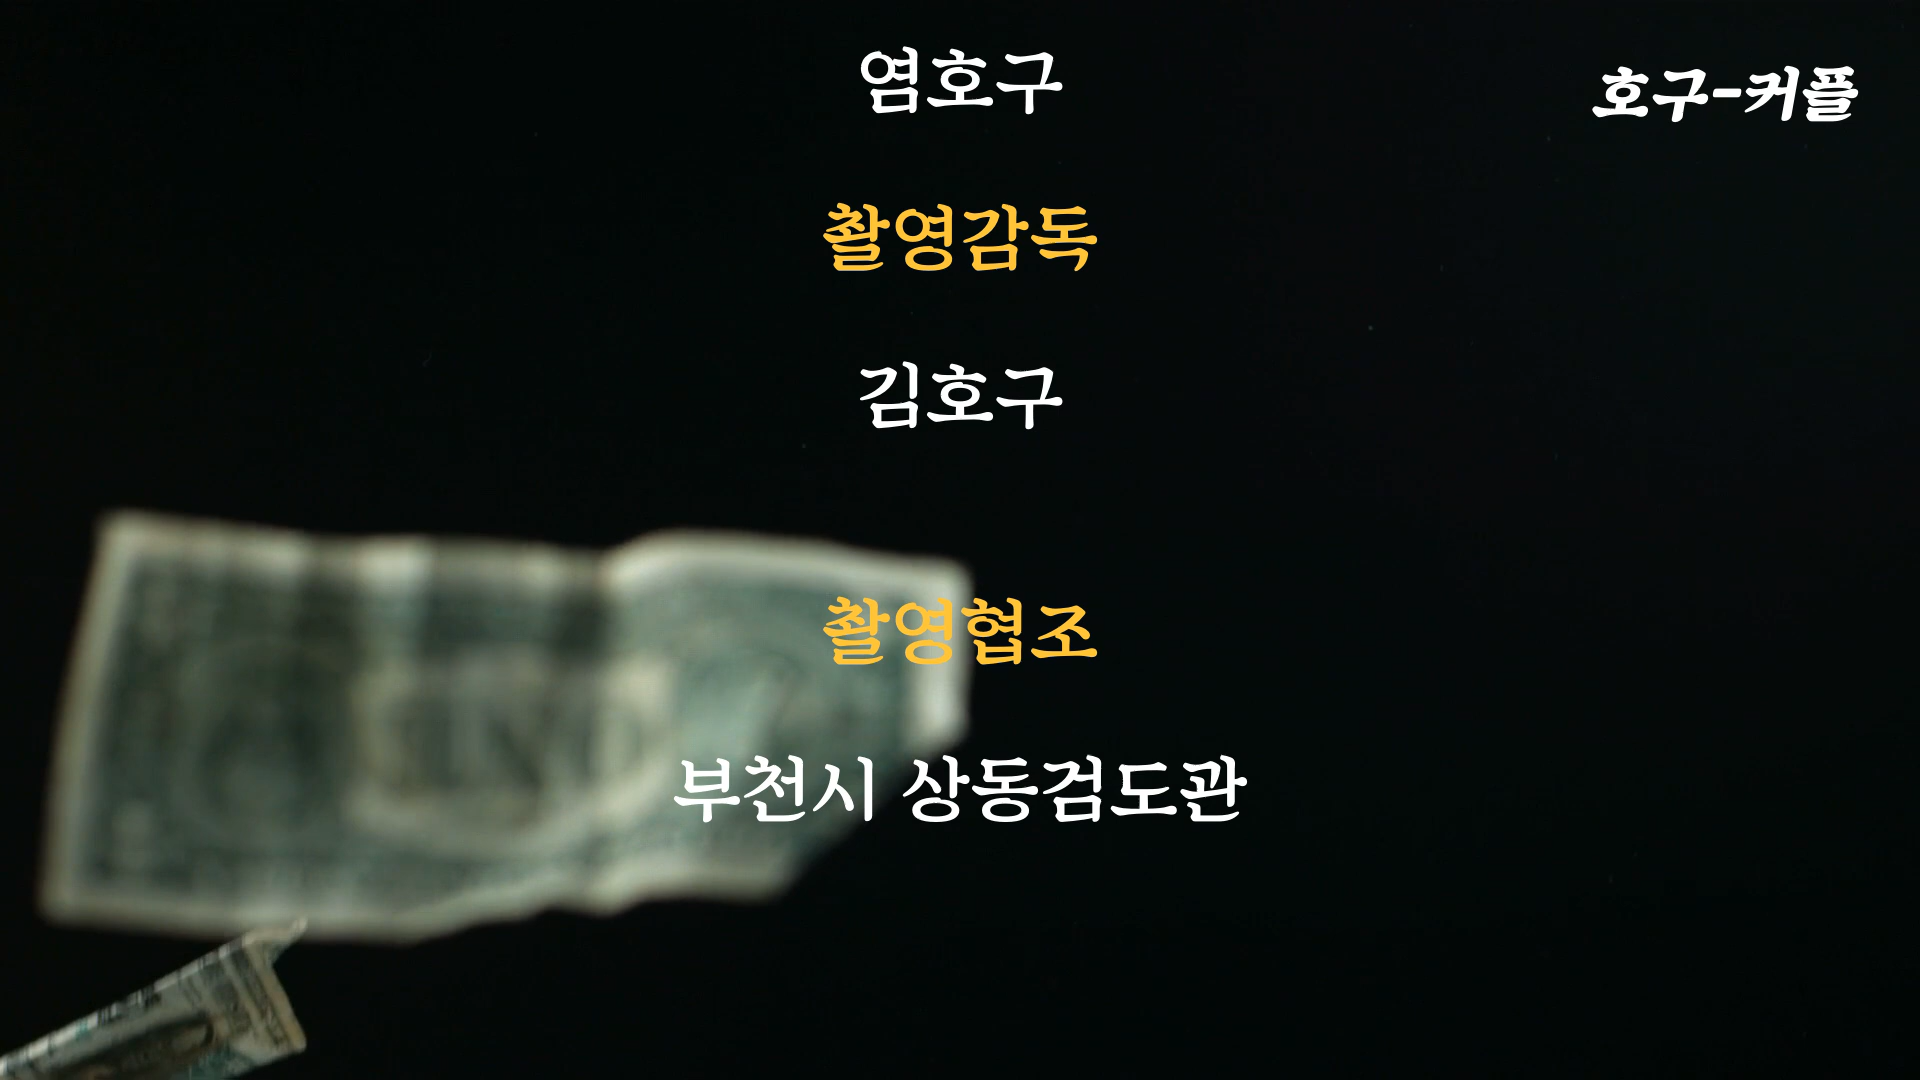 염호구
호구-커플
촬영감독
김호구
촬영협조
부천시 상동검도관